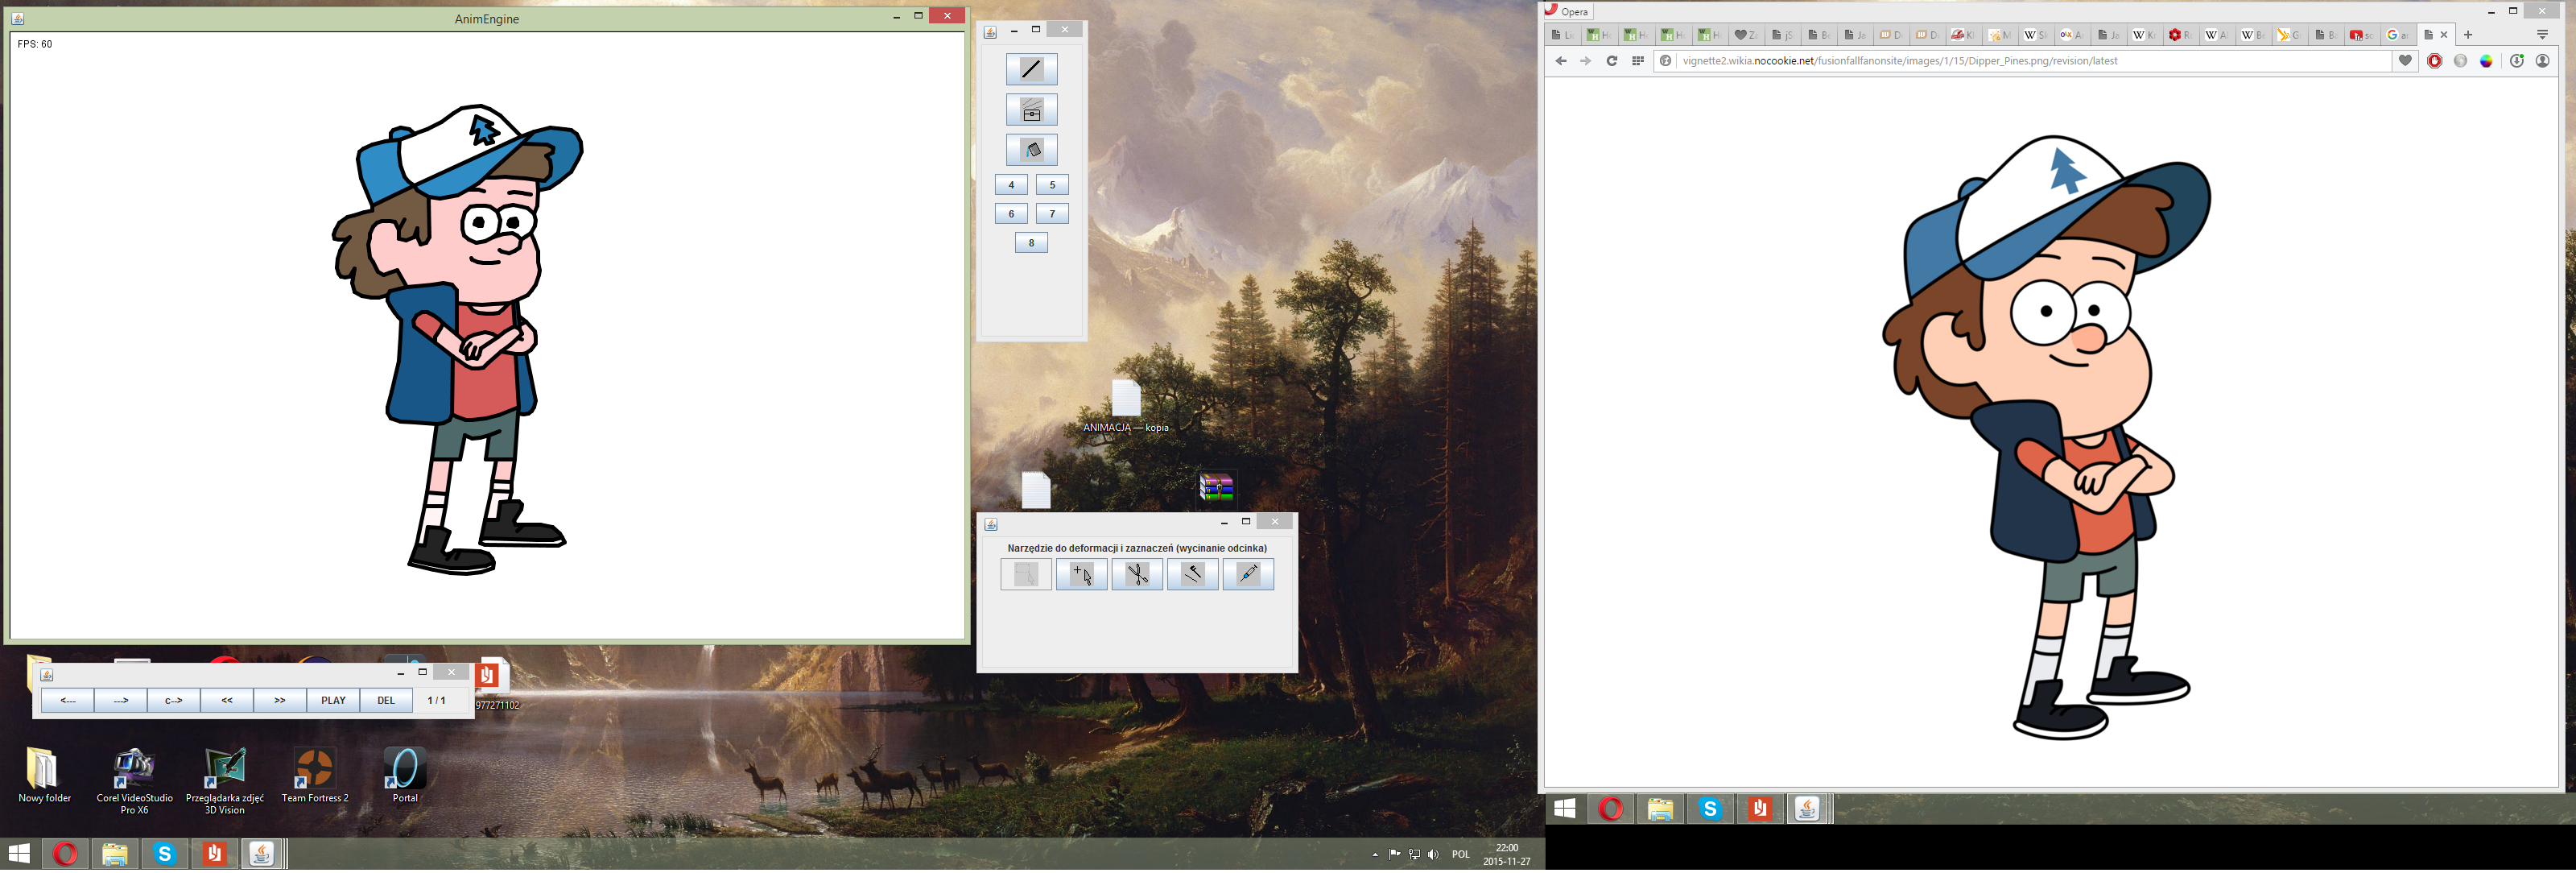 AnimEngine
FPS: 60
4
5
6
7
8
ANIMACJA — kopia
Narzędzie do deformacji i zaznaczeń (wycinanie odcinka)
<---
--->
c-->
<<
>>
PLAY
DEL
1 / 1
977271102
Nowy folder
Corel VideoStudio
Pro X6
Przeglądarka zdjęć
3D Vision
Team Fortress 2
Portal
POL
22:00
2015-11-27
Opera
vignette2.wikia.nocookie.net/fusionfallfanonsite/images/1/15/Dipper_Pines.png/revision/latest